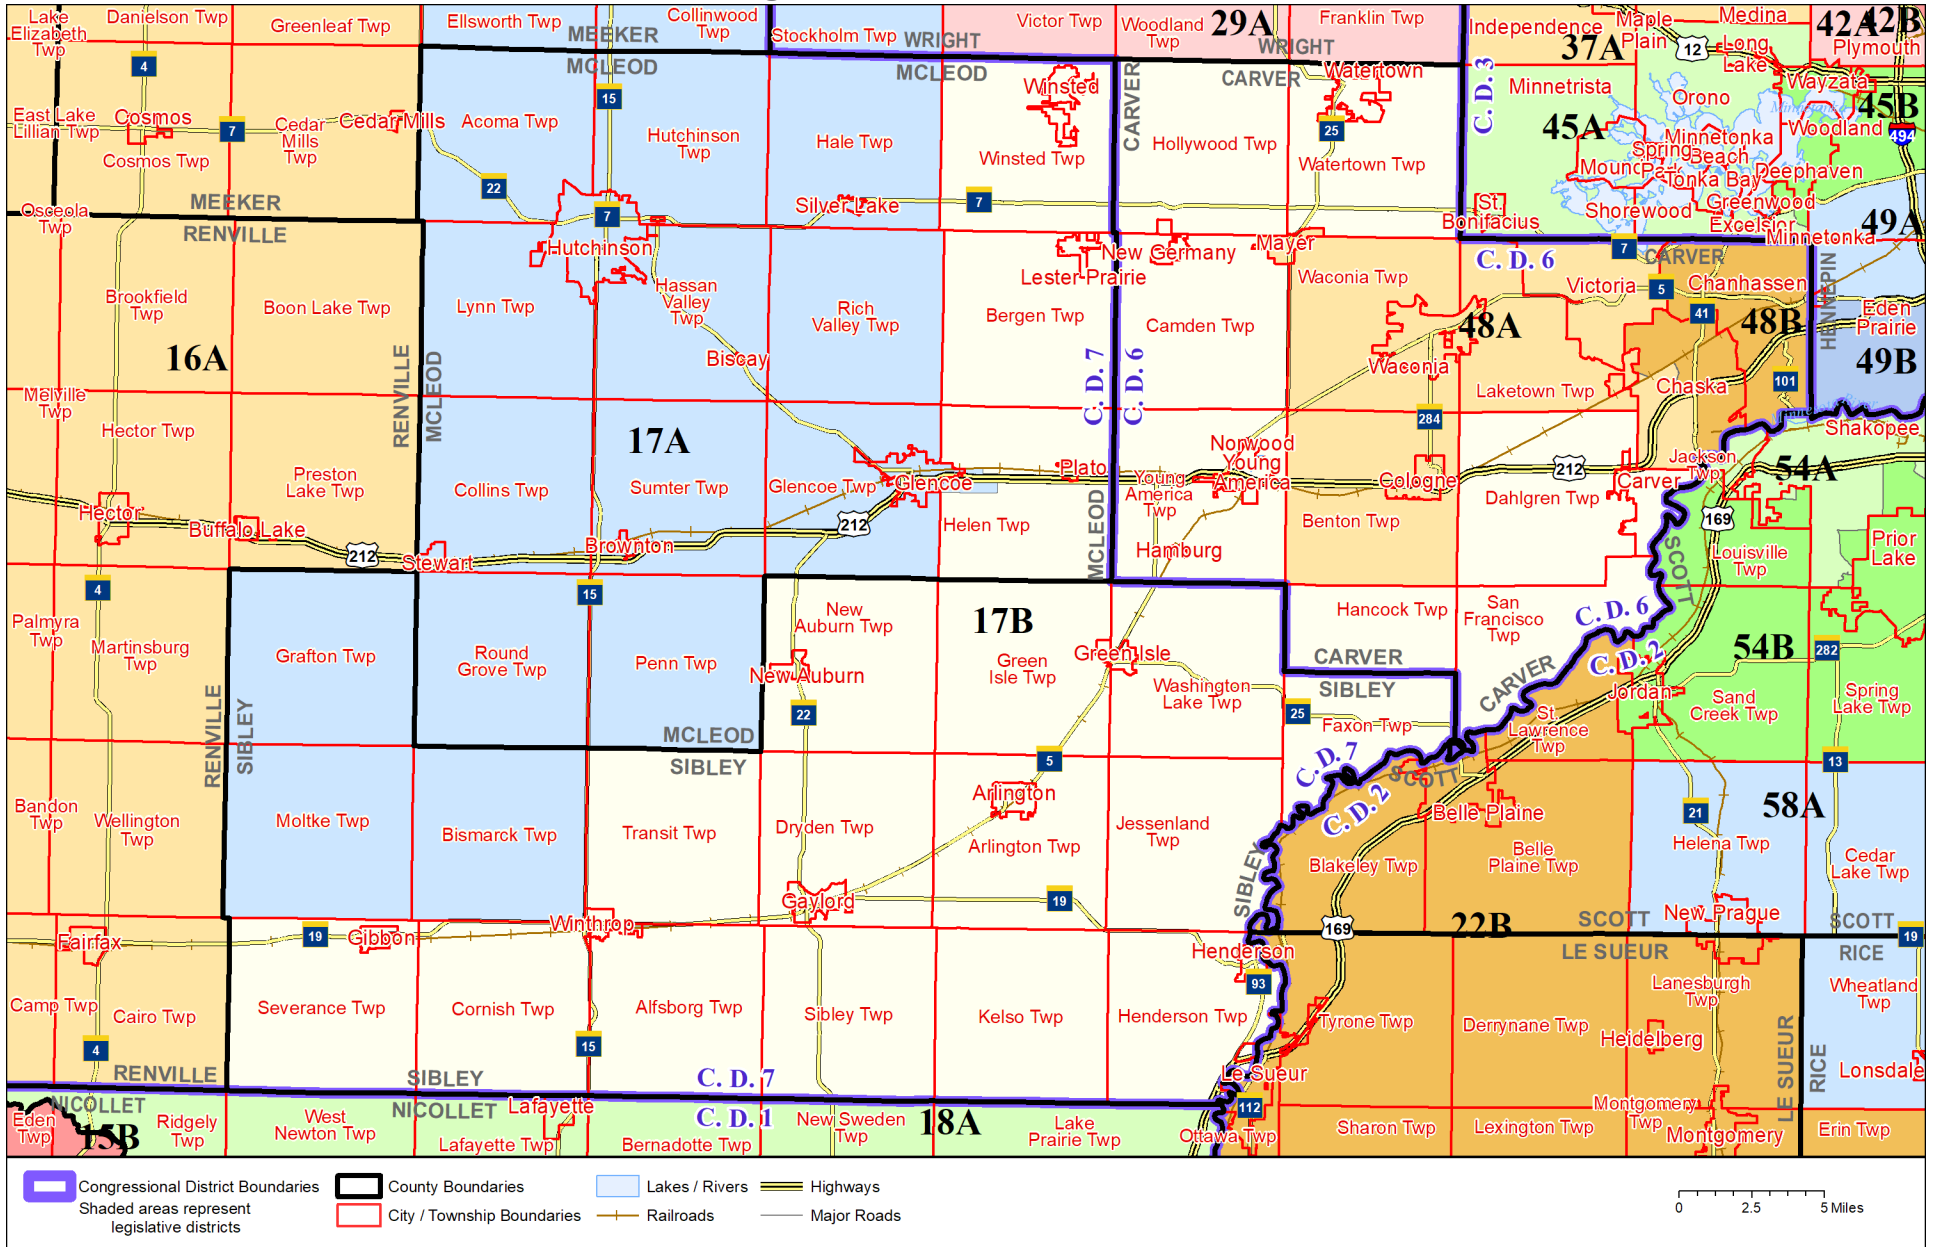 Lake
Elizabeth
Twp
Danielson Twp
Greenleaf Twp
Ellsworth Twp
Collinwood
Twp
MEEKER
MCLEOD
Stockholm Twp
WRIGHT
MCLEOD
Victor Twp
Woodland
Twp
29A
WRIGHT
CARVER
Franklin Twp
Independence
Maple
Plain
37A
12
Medina
Long
Lake
42A
42B
Plymouth
4
15
Winsted
CARVER
Watertown
C. D. 3
Minnetrista
Orono
Wayzata
45B
East Lake
Lillian Twp
Cosmos
7
Cedar
Mills
Twp
Cedar Mills
Acoma Twp
Hutchinson
Twp
Hale Twp
Winsted Twp
Hollywood Twp
25
Watertown Twp
45A
Minnetonka
Beach
Spring
Park
Mound
Tonka Bay
Woodland
494
Deephaven
Cosmos Twp
22
MEEKER
RENVILLE
Osceola
Twp
7
Silver Lake
7
St.
Bonifacius
Shorewood
Greenwood
Excelsior
49A
Minnetonka
Hutchinson
Lester Prairie
New Germany
Mayer
C. D. 6
7
CARVER
Brookfield
Twp
Boon Lake Twp
Lynn Twp
Hassan
Valley
Twp
Rich
Valley Twp
Bergen Twp
Camden Twp
Waconia Twp
Victoria
5
Chanhassen
HENNEPIN
Eden
Prairie
16A
RENVILLE
MCLEOD
Biscay
C. D. 7
C. D. 6
48A
Waconia
41
48B
49B
Laketown Twp
Chaska
101
Melville
Twp
Hector Twp
17A
284
Norwood
Young
America
Shakopee
Preston
Lake Twp
Collins Twp
Sumter Twp
Glencoe Twp
Glencoe
Plato
Young
America
Twp
Cologne
212
Carver
Jackson
Twp
54A
Hector
Buffalo Lake
212
Stewart
Brownton
212
Helen Twp
MCLEOD
Hamburg
Benton Twp
Dahlgren Twp
169
SCOTT
Louisville
Twp
Prior
Lake
4
15
Palmyra
Twp
Martinsburg
Twp
Grafton Twp
Round
Grove Twp
Penn Twp
New
Auburn Twp
New Auburn
17B
Green
Isle Twp
Green Isle
Hancock Twp
San
Francisco
Twp
C. D. 6
C. D. 2
54B
282
RENVILLE
SIBLEY
22
Washington
Lake Twp
CARVER
SIBLEY
25
Faxon Twp
CARVER
Jordan
Sand
Creek Twp
Spring
Lake Twp
St.
Lawrence
Twp
MCLEOD
SIBLEY
5
C. D. 7
SCOTT
C. D. 2
13
Bandon
Twp
Wellington
Twp
Moltke Twp
Bismarck Twp
Transit Twp
Dryden Twp
Arlington
Arlington Twp
Jessenland
Twp
Belle Plaine
21
58A
Blakeley Twp
Belle
Plaine Twp
Helena Twp
Cedar
Lake Twp
Fairfax
19
Gibbon
Winthrop
Gaylord
19
SIBLEY
Henderson
169
22B
SCOTT
LE SUEUR
New Prague
SCOTT
RICE
19
93
Camp Twp
Cairo Twp
Severance Twp
Cornish Twp
Alfsborg Twp
Sibley Twp
Kelso Twp
Henderson Twp
Tyrone Twp
Derrynane Twp
Lanesburgh
Twp
Heidelberg
Wheatland
Twp
4
15
RENVILLE
NICOLLET
SIBLEY
NICOLLET
C. D. 7
C. D. 1
Le Sueur
112
LE SUEUR
RICE
Lonsdale
Eden
Twp
15B
Ridgely
Twp
West
Newton Twp
Lafayette
Lafayette Twp
Bernadotte Twp
New Sweden
Twp
18A
Lake
Prairie Twp
Ottawa Twp
Sharon Twp
Lexington Twp
Montgomery
Twp
Montgomery
Erin Twp
Congressional District Boundaries
Shaded areas represent
legislative districts
County Boundaries
City / Township Boundaries
Lakes / Rivers
Railroads
Highways
Major Roads
0 2.5 5 Miles